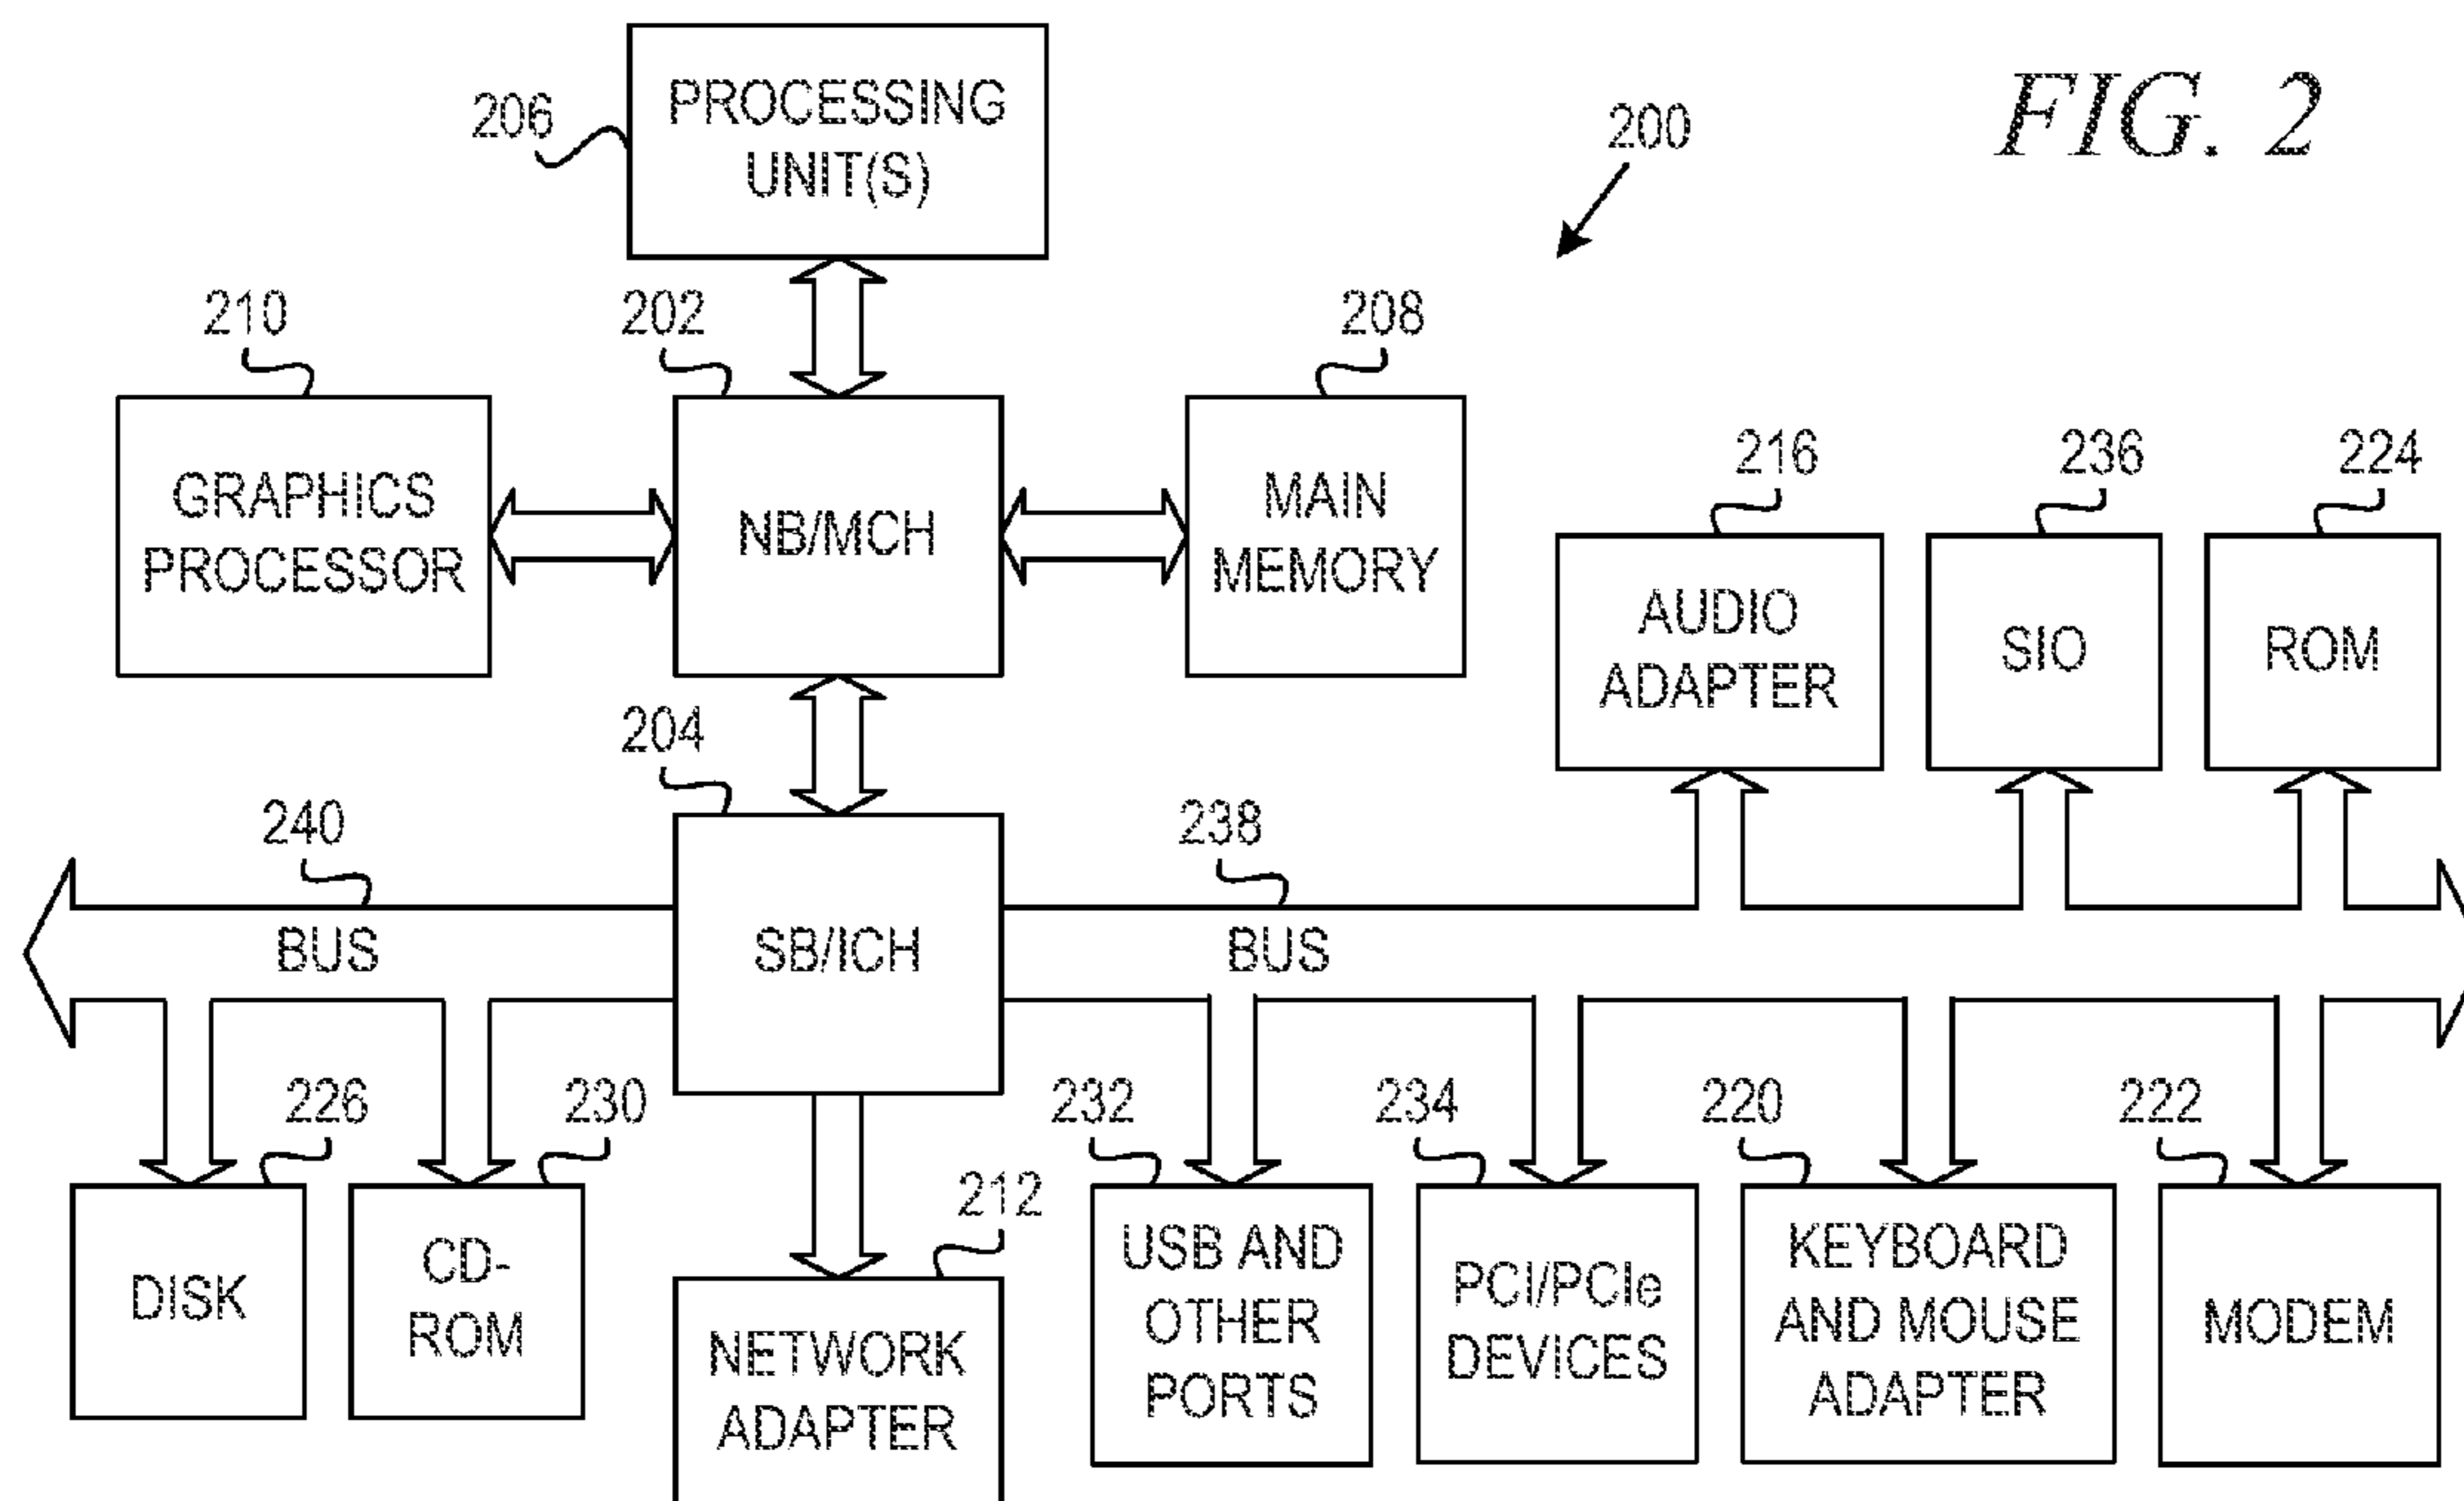 FIG. 2
200
206
PROCESSING
UNIT(S)
210
202
208
GRAPHICS
PROCESSOR
NB/MCH
MAIN
MEMORY
216
236
224
AUDIO
ADAPTER
SIO
ROM
204
240
238
BUS
SB/ICH
BUS
226
230
232
234
220
222
212
DISK
CD-
ROM
NETWORK
ADAPTER
USB AND
OTHER
PORTS
PCI/PCIe
DEVICES
KEYBOARD
AND MOUSE
ADAPTER
MODEM